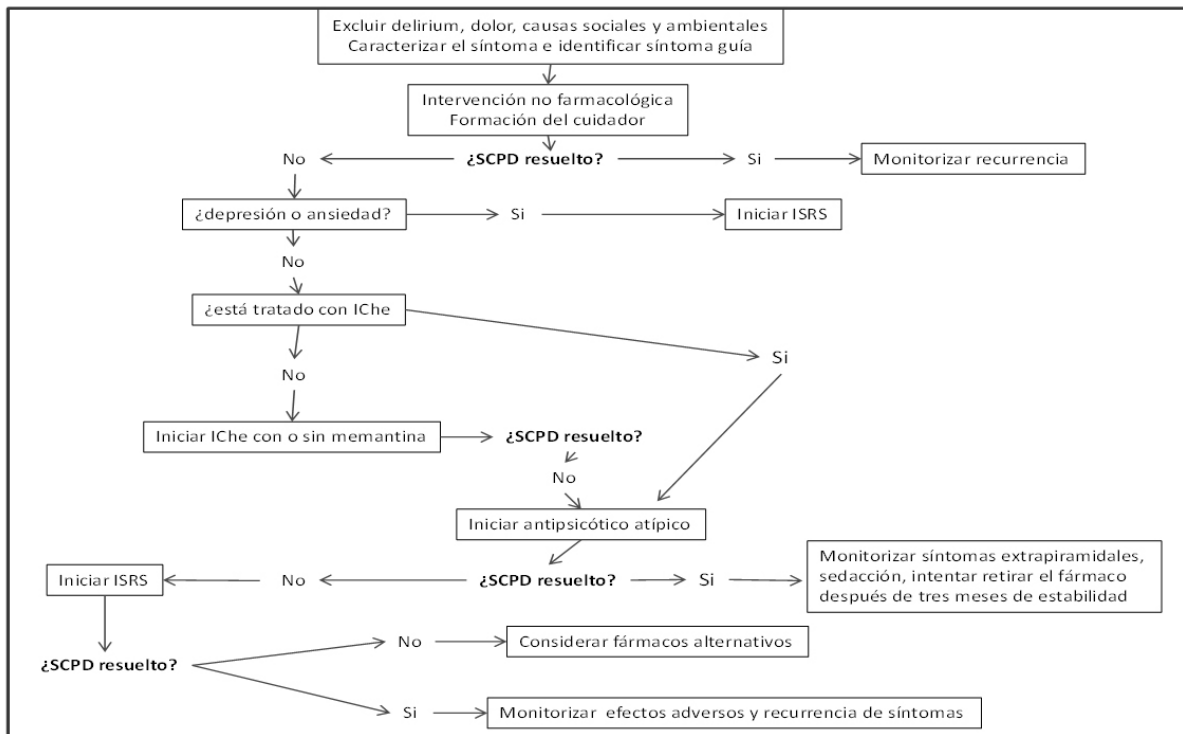 Excluir delirium, dolor, causas sociales y ambientales
Caracterizar el síntoma e identificar síntoma guía
Intervención no farmacológica
Formación del cuidador
No
¿SCPD resuelto?
Si
Monitorizar recurrencia
¿depresión o ansiedad?
Si
Iniciar ISRS
No
¿está tratado con IChe
Si
No
Iniciar IChe con o sin memantina
¿SCPD resuelto?
No
Iniciar antipsicótico atípico
Iniciar ISRS
No
¿SCPD resuelto?
Si
Monitorizar síntomas extrapiramidales,
sedacción, intentar retirar el fármaco
después de tres meses de estabilidad
¿SCPD resuelto?
No
Considerar fármacos alternativos
Si
Monitorizar efectos adversos y recurrencia de síntomas